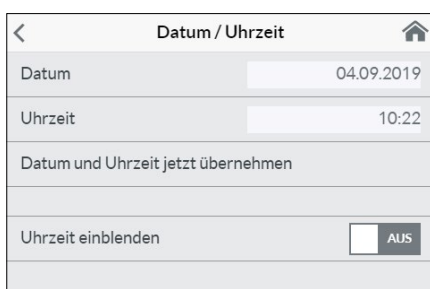 Datum / Uhrzeit
Datum 04.09.2019
Uhrzeit 10:22
Datum und Uhrzeit jetzt übernehmen
Uhrzeit einblenden AUS